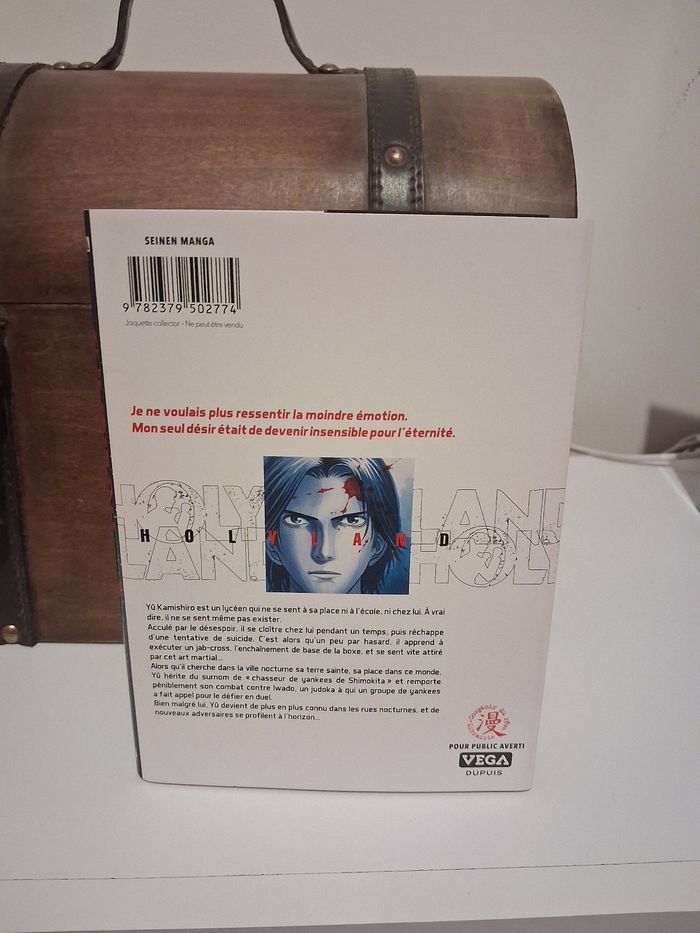 SEINEN MANGA
9 782379 502774
Jaquette collector - Ne peut être vendu
Je ne voulais plus ressentir la moindre émotion.
Mon seul désir était de devenir insensible pour l'éternité.
HOLY LAND
HOLYLAND
LAND HOLY
Yû Kamishiro est un lycéen qui ne se sent à sa place ni à l'école, ni chez lui. À vrai
dire, il ne se sent même pas exister.
Acculé par le désespoir, il se cloître chez lui pendant un temps, puis réchappe
d'une tentative de suicide. C'est alors qu'un peu par hasard, il apprend à
exécuter un jab-cross, l'enchaînement de base de la boxe, et se sent vite attiré
par cet art martial...
Alors qu'il cherche dans la ville nocturne sa terre sainte, sa place dans ce monde,
Yû hérite du surnom de « chasseur de yankees de Shimokita » et remporte
péniblement son combat contre Iwado, un judoka à qui un groupe de yankees
a fait appel pour le défier en duel.
Bien malgré lui, Yû devient de plus en plus connu dans les rues nocturnes, et de
nouveaux adversaires se profilent à l'horizon...
Comptoir du rêve
漫
POUR PUBLIC AVERTI
VEGA
DUPUIS